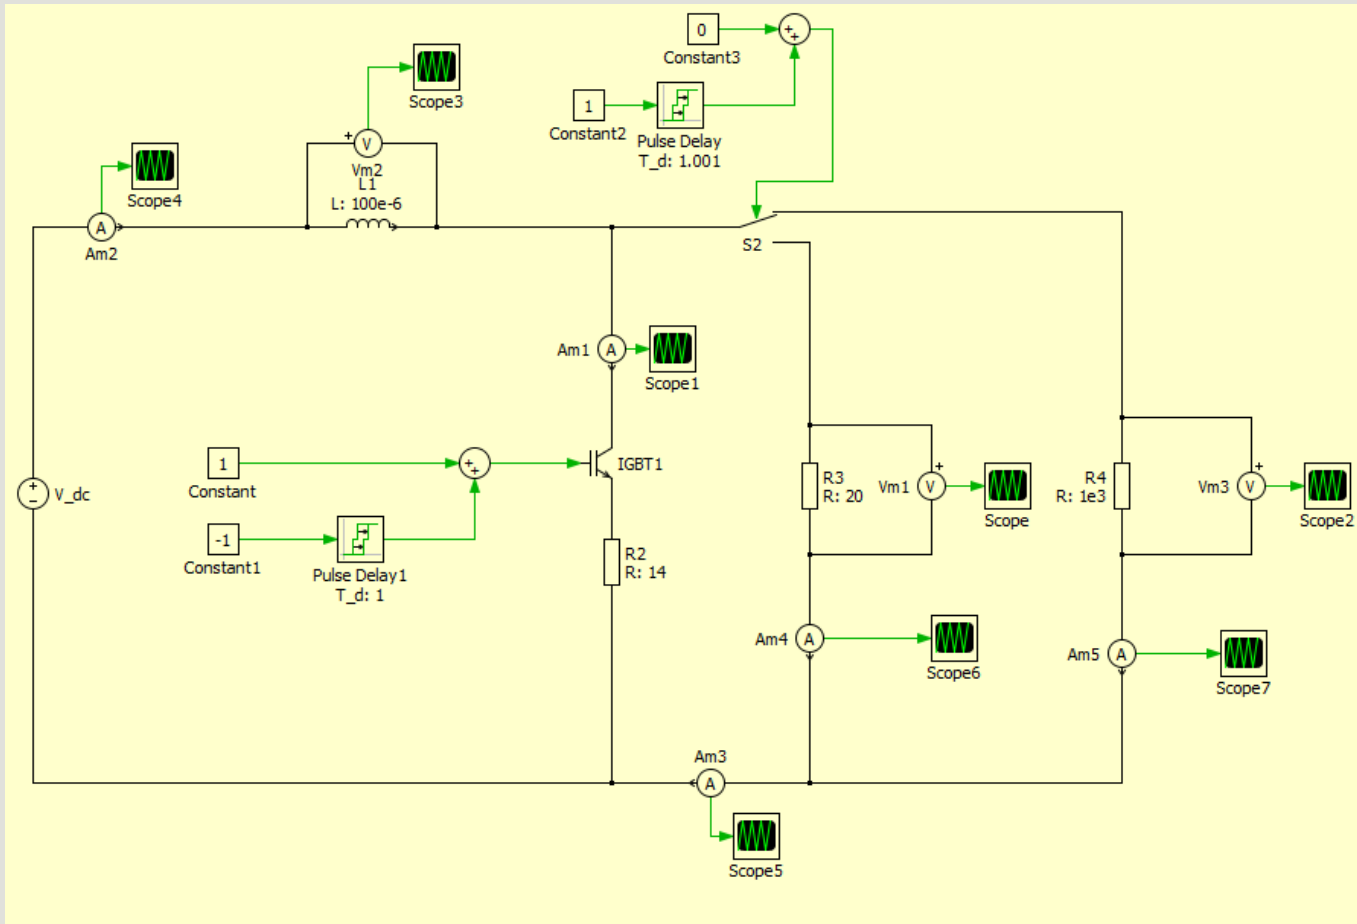 0
Constant3
+
+
Scope3
1
Constant2
Pulse Delay
T_d: 1.001
+
V
Vm2
L1
L: 100e-6
Scope4
A
Am2
S2
Am1
A
Scope1
1
Constant
+
+
IGBT1
+
-
V_dc
R3
R: 20
Vm1
+
V
Scope
R4
R: 1e3
Vm3
+
V
Scope2
-1
Constant1
Pulse Delay1
T_d: 1
R2
R: 14
Am4
A
Scope6
Am5
A
Scope7
Am3
A
Scope5